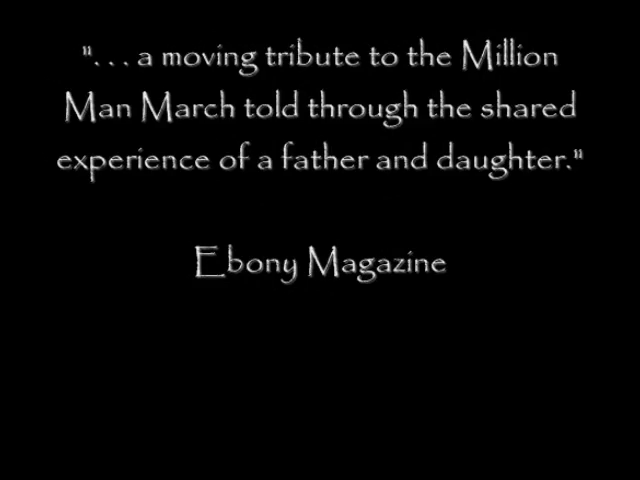 ". . . a moving tribute to the Million
Man March told through the shared
experience of a father and daughter."
Ebony Magazine